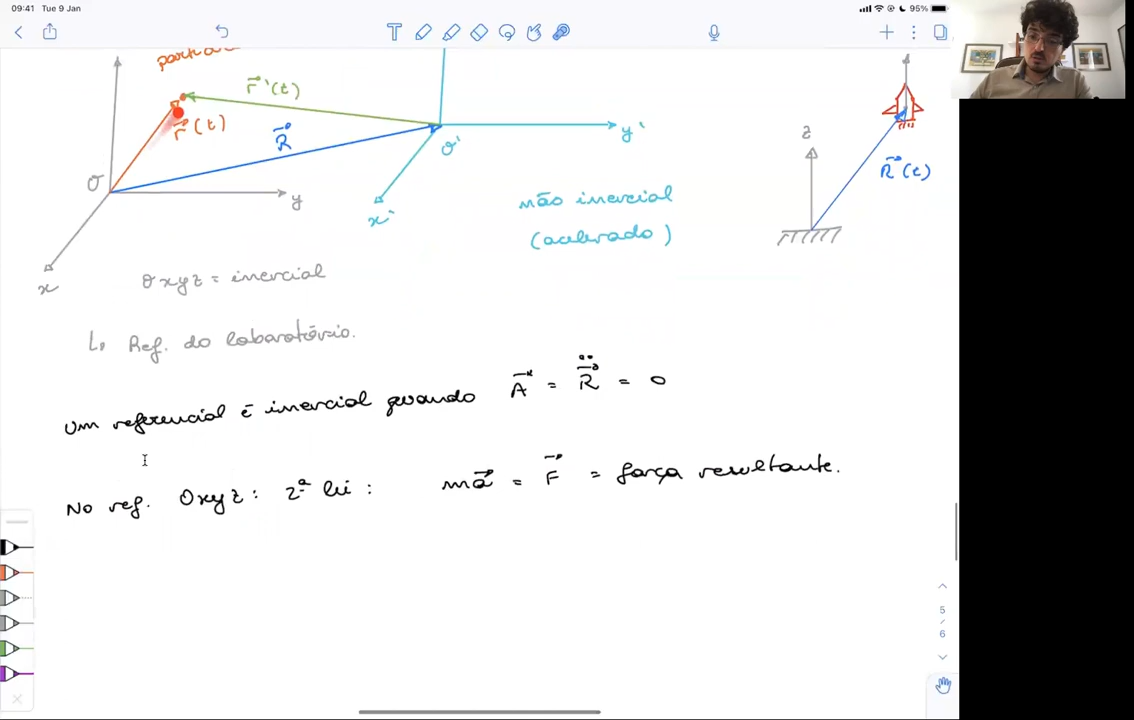 09:41 Tue 9 Jan
95%
r⃗'(t)
r⃗(t)
R⃗
O
O'
y
y'
x
x'
z
R⃗(t)
não inercial
(acelerado)
Oxyz = inercial
↳ Ref. do laboratório.
Um referencial é inercial quando A⃗ = R⃗̈ = 0
No ref. Oxyz: 2ª lei: ma⃗ = F⃗ = força resultante.
5
/
6